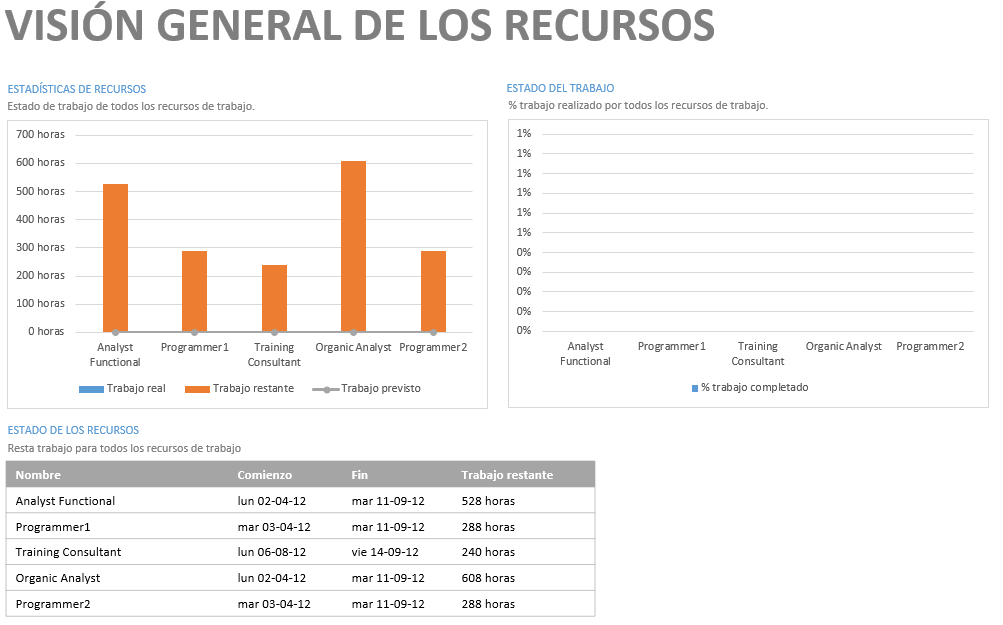 VISIÓN GENERAL DE LOS RECURSOS
ESTADÍSTICAS DE RECURSOS
Estado de trabajo de todos los recursos de trabajo.
700 horas
600 horas
500 horas
400 horas
300 horas
200 horas
100 horas
0 horas
Analyst Functional
Programmer1
Training Consultant
Organic Analyst
Programmer2
Trabajo real
Trabajo restante
Trabajo previsto
ESTADO DEL TRABAJO
% trabajo realizado por todos los recursos de trabajo.
1%
1%
1%
1%
1%
1%
0%
0%
0%
0%
0%
Analyst Functional
Programmer1
Training Consultant
Organic Analyst
Programmer2
% trabajo completado
ESTADO DE LOS RECURSOS
Resta trabajo para todos los recursos de trabajo
Nombre Comienzo Fin Trabajo restante
Analyst Functional lun 02-04-12 mar 11-09-12 528 horas
Programmer1 mar 03-04-12 mar 11-09-12 288 horas
Training Consultant lun 06-08-12 vie 14-09-12 240 horas
Organic Analyst lun 02-04-12 mar 11-09-12 608 horas
Programmer2 mar 03-04-12 mar 11-09-12 288 horas